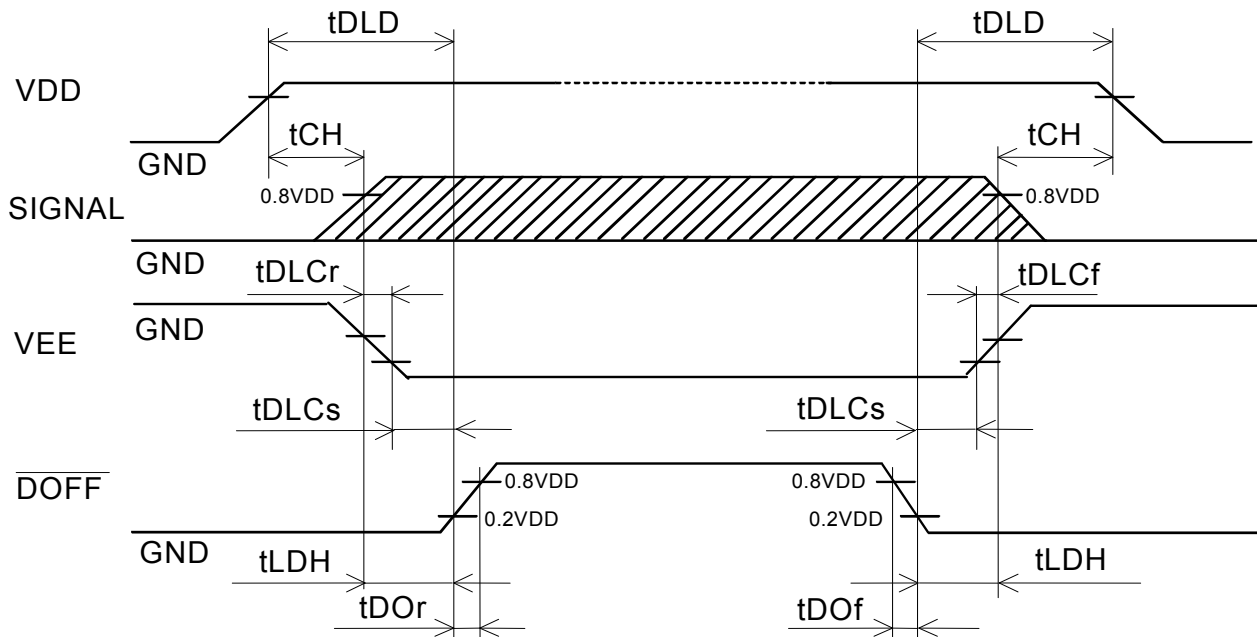 tDLD tDLD
VDD
tCH tCH
GND
0.8VDD 0.8VDD
SIGNAL
GND
tDLCr tDLCf
GND
VEE
tDLCs tDLCs
DOFF
0.8VDD 0.8VDD
0.2VDD 0.2VDD
GND
tLDH tLDH
tDOr tDOf